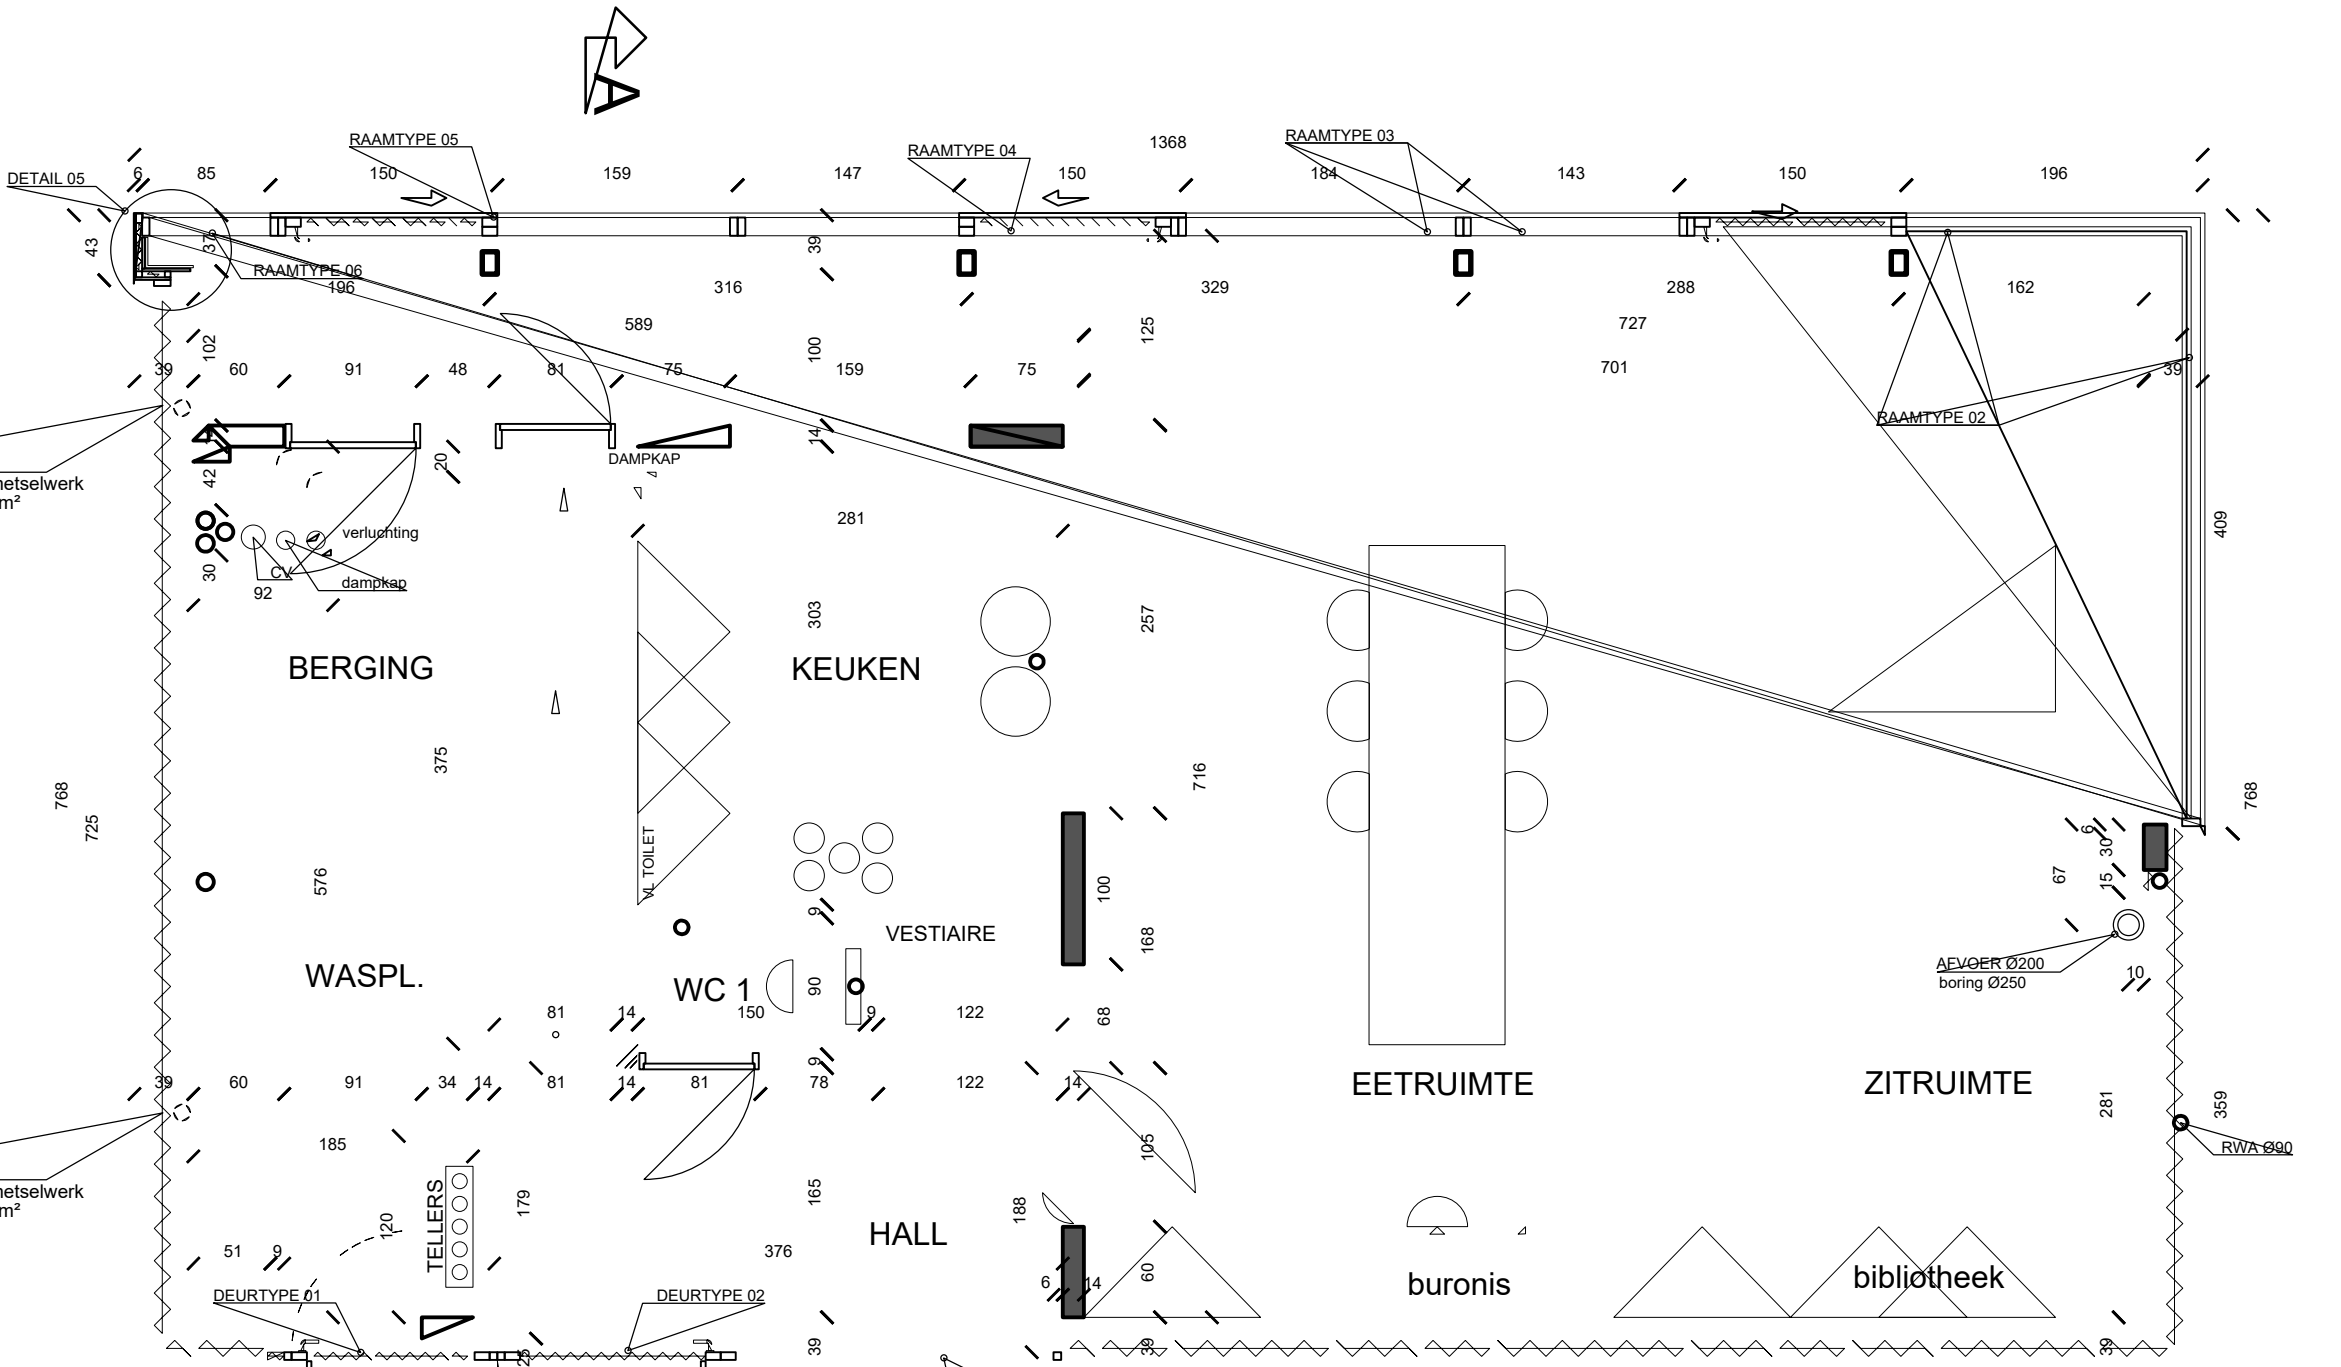 A
1368
RAAMTYPE 05
RAAMTYPE 04
RAAMTYPE 03
DETAIL 05
6 85 150 159 147 150 184 143 150 196
43
37
39
RAAMTYPE 06
196 316 329 288 162
589 727
102
100
125
39 60 91 48 81 75 159 75 701 39
RAAMTYPE 02
14
DAMPKAP
20
42
netselwerk
m²
281
409
verluchting
30
CV
dampkap
92
303
257
BERGING
KEUKEN
375
716
768
725
768
VL TOILET
6
30
15
67
576
100
9
VESTIAIRE
168
WASPL.
WC 1
90
AFVOER Ø200
boring Ø250
10
81 14 150 9 122
68
9
39 60 91 34 14 81 14 81 78 122 14
EETRUIMTE
ZITRUIMTE
281
359
185
105
RWA Ø90
netselwerk
m²
TELLERS
179
165
188
120
HALL
51 9
376
6 14
60
buronis
bibliotheek
DEURTYPE 01
DEURTYPE 02
25
39
39
39